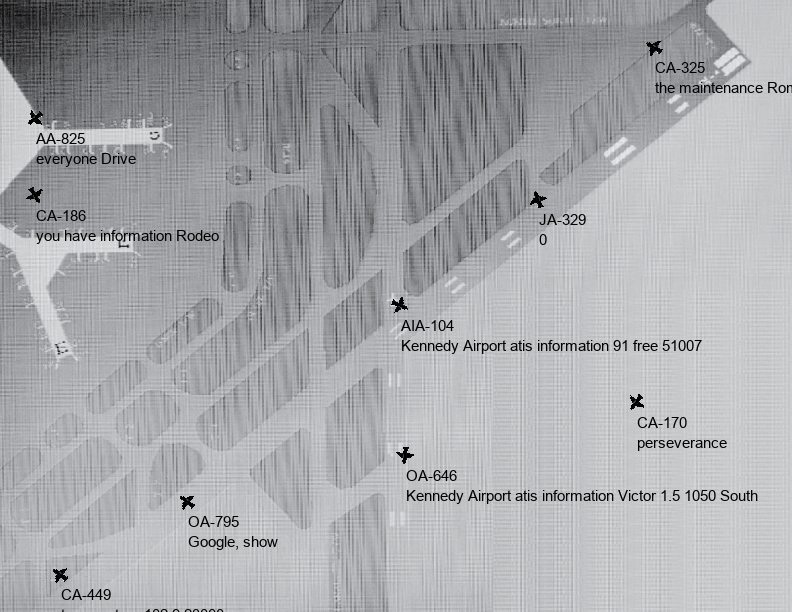 CA-325
the maintenance Ron
AA-825
everyone Drive
CA-186
you have information Rodeo
JA-329
0
AIA-104
Kennedy Airport atis information 91 free 51007
CA-170
perseverance
OA-646
Kennedy Airport atis information Victor 1.5 1050 South
OA-795
Google, show
CA-449